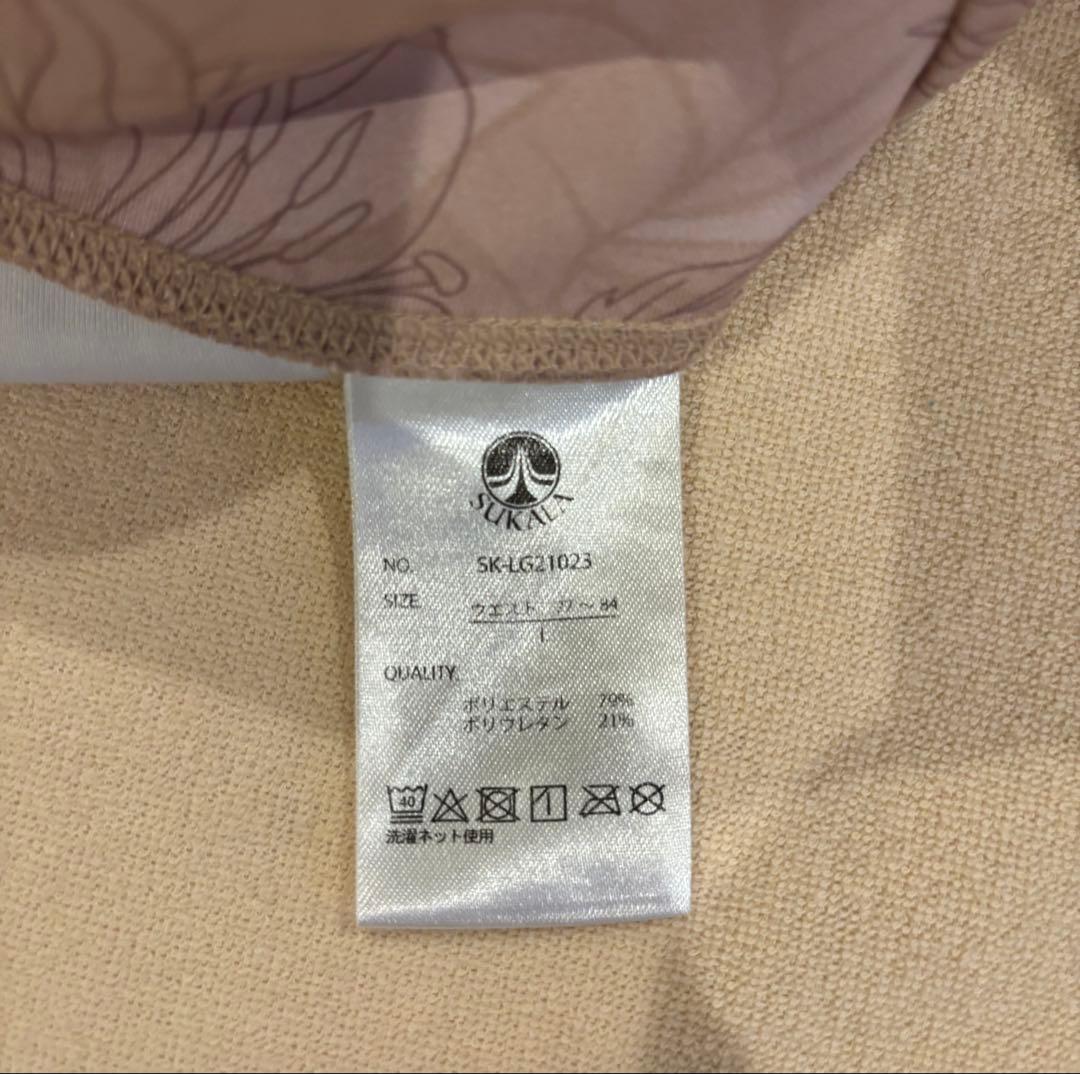 SUKALA
NO. SK-LG21023
SIZE ウエスト 77～84
L
QUALITY.
ポリエステル 79%
ポリウレタン 21%
40
洗濯ネット使用